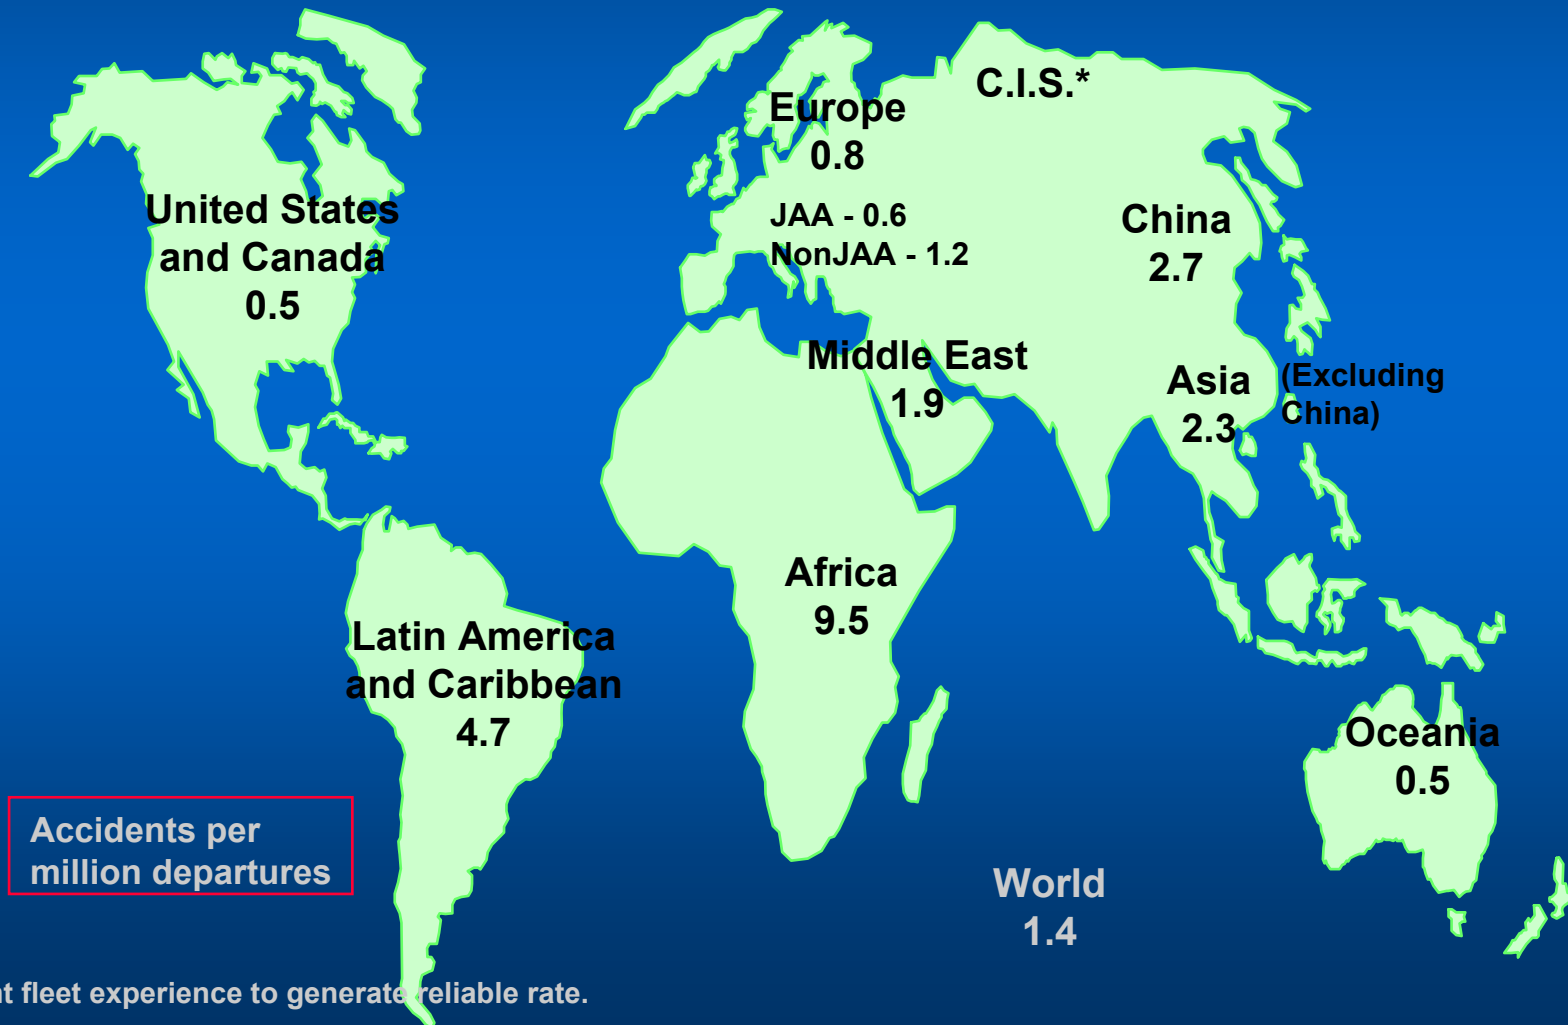 C.I.S.*
Europe
0.8
JAA - 0.6
NonJAA - 1.2
United States
and Canada
0.5
China
2.7
Middle East
1.9
Asia
2.3
(Excluding
China)
Africa
9.5
Latin America
and Caribbean
4.7
Oceania
0.5
Accidents per
million departures
World
1.4
fleet experience to generate reliable rate.